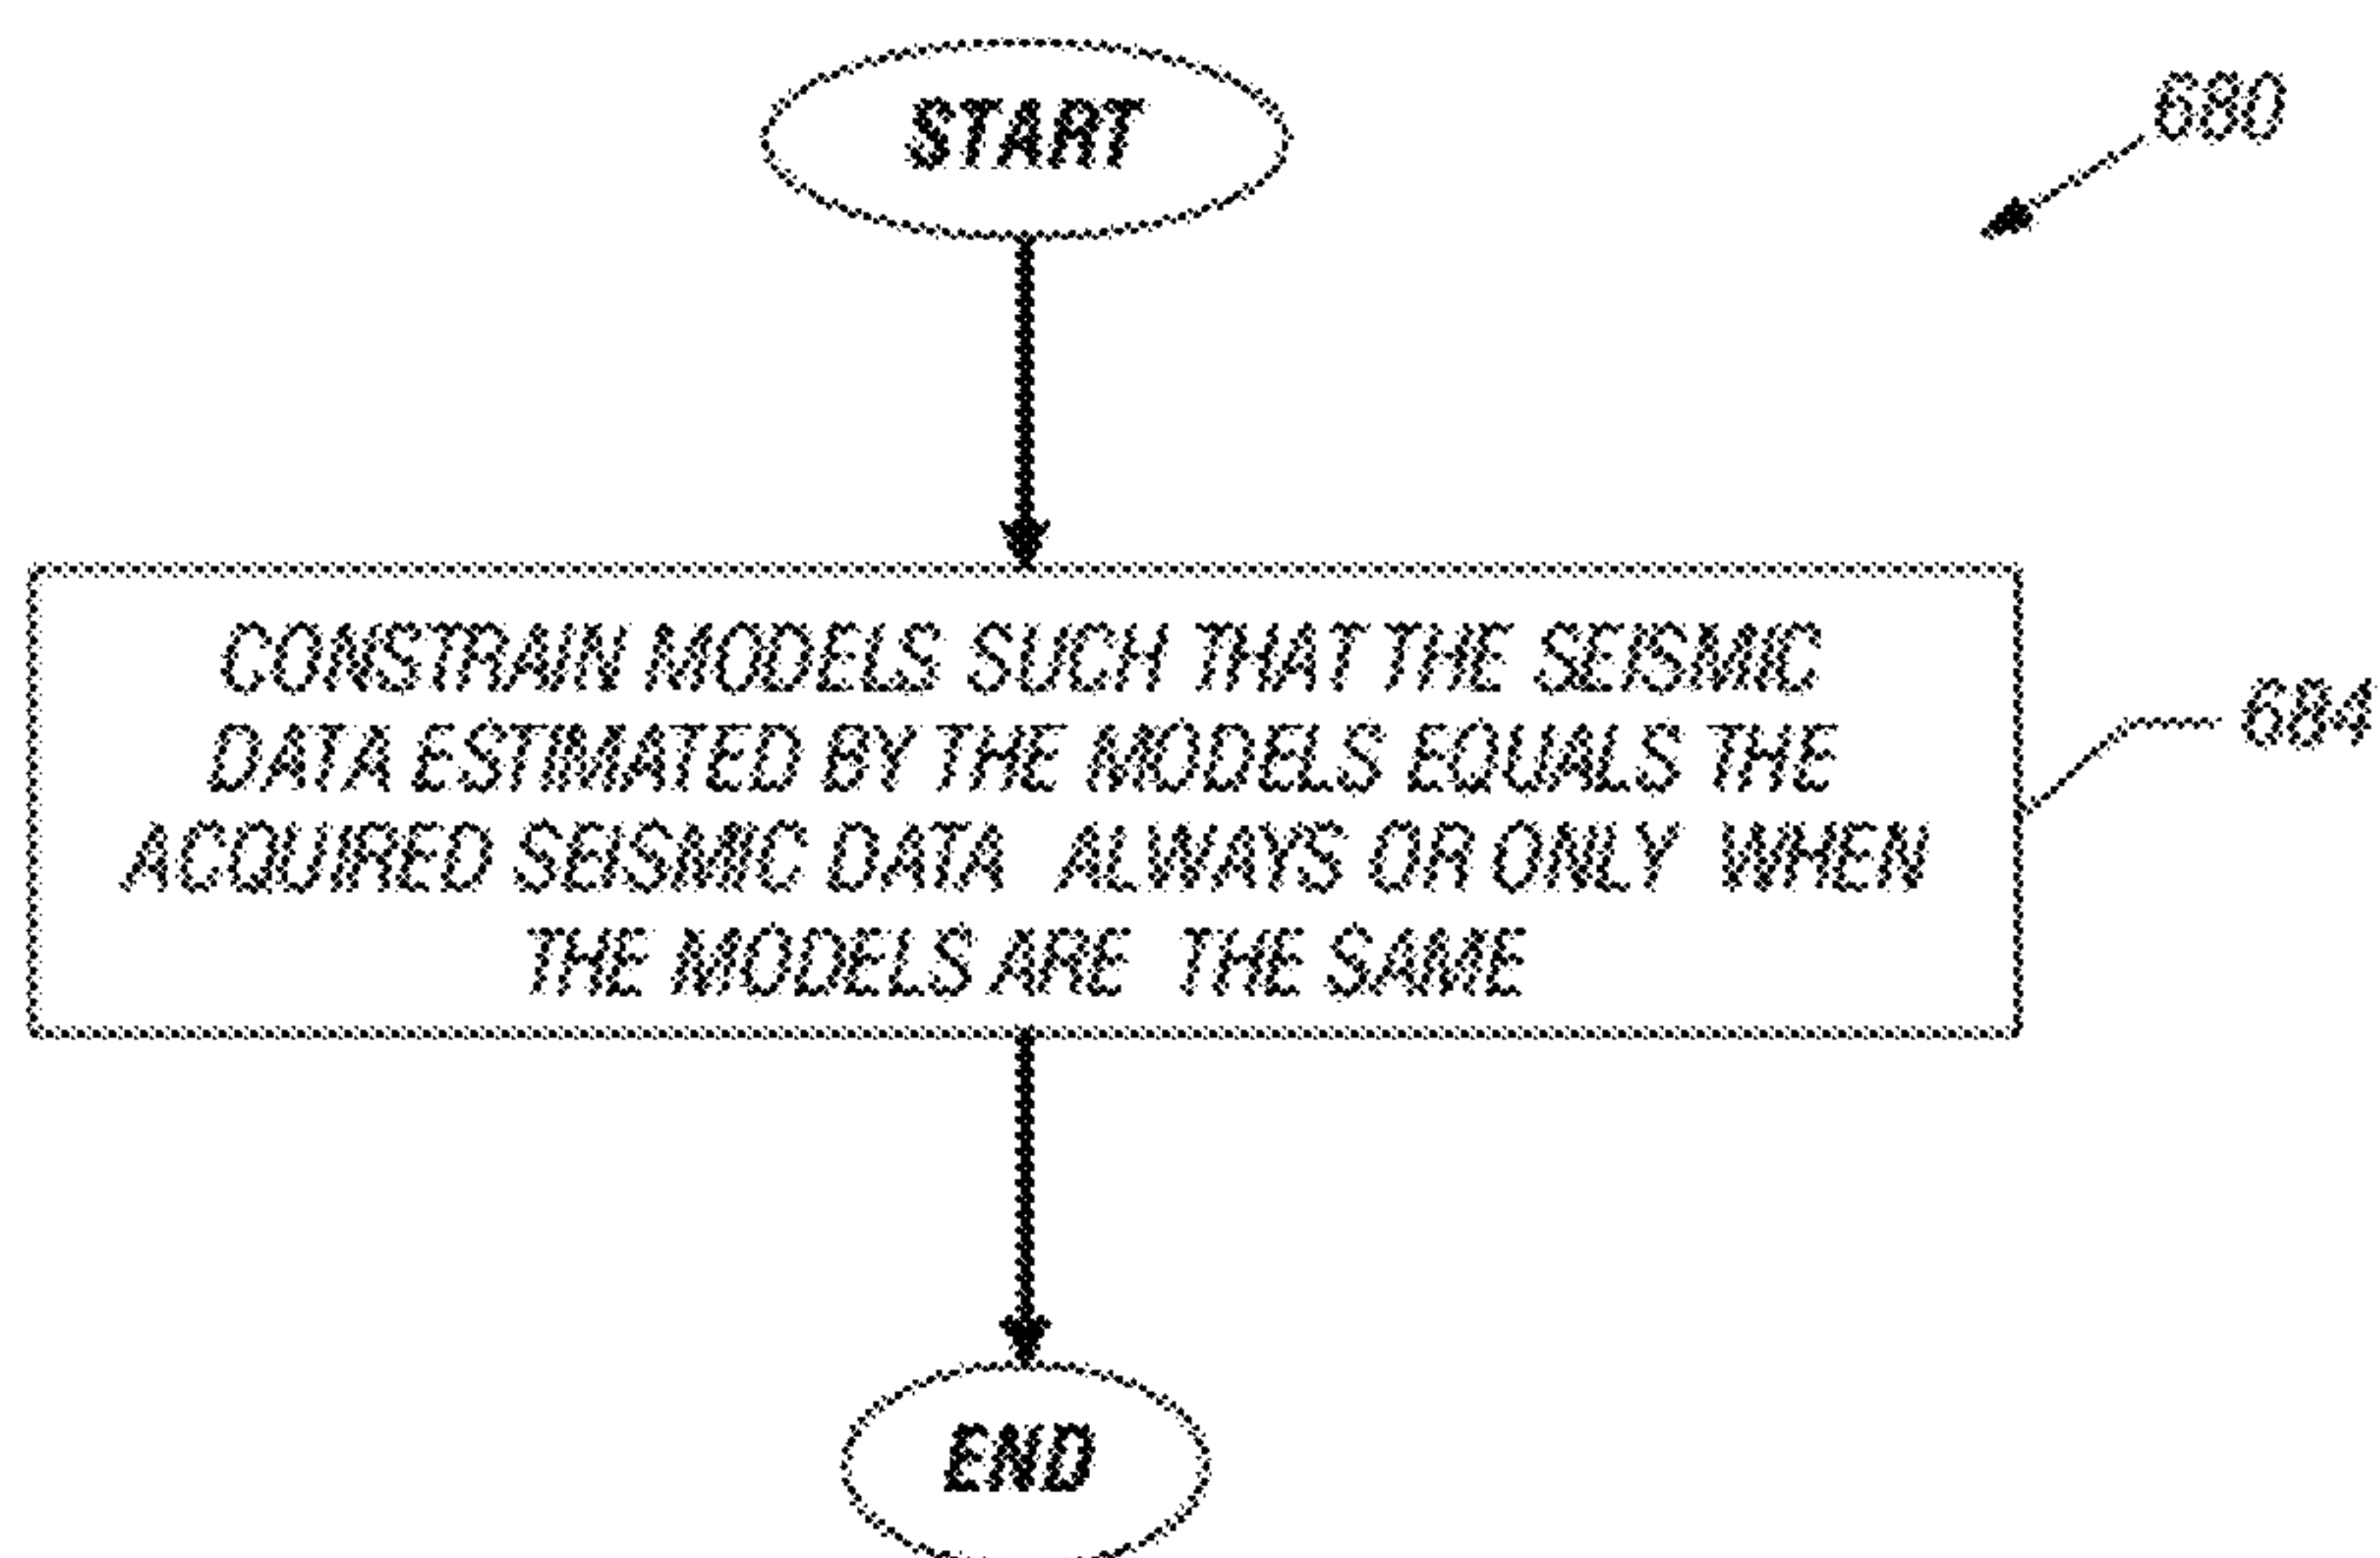 START
680
CONSTRAIN MODELS SUCH THAT THE SEISMIC
DATA ESTIMATED BY THE MODELS EQUALS THE
ACQUIRED SEISMIC DATA ALWAYS OR ONLY WHEN
THE MODELS ARE THE SAME
684
END